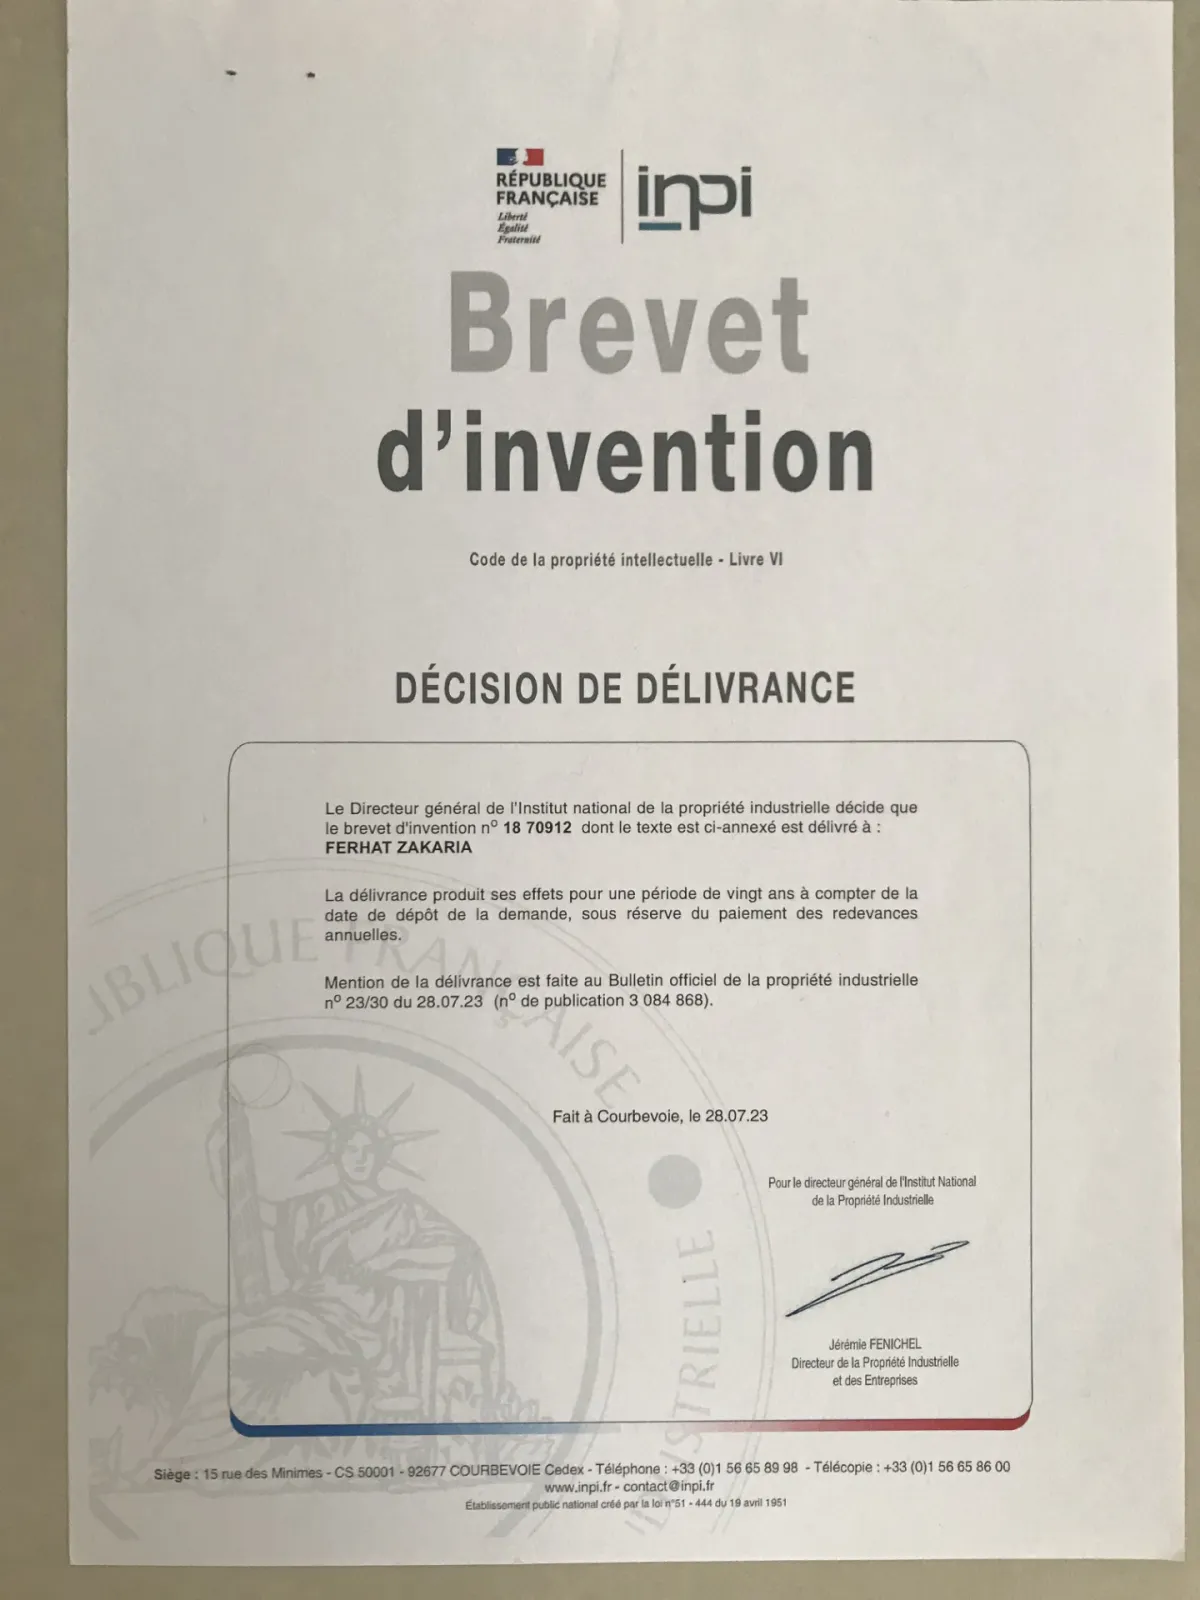 RÉPUBLIQUE
FRANÇAISE
Liberté
Égalité
Fraternité
inpi
Brevet
d'invention
Code de la propriété intellectuelle - Livre VI
DÉCISION DE DÉLIVRANCE
Le Directeur général de l'Institut national de la propriété industrielle décide que
le brevet d'invention nº 18 70912 dont le texte est ci-annexé est délivré à :
FERHAT ZAKARIA
La délivrance produit ses effets pour une période de vingt ans à compter de la
date de dépôt de la demande, sous réserve du paiement des redevances
annuelles.
Mention de la délivrance est faite au Bulletin officiel de la propriété industrielle
nº 23/30 du 28.07.23 (nº de publication 3 084 868).
Fait à Courbevoie, le 28.07.23
Pour le directeur général de l'Institut National
de la Propriété Industrielle
Jérémie FENICHEL
Directeur de la Propriété Industrielle
et des Entreprises
Siège : 15 rue des Minimes - CS 50001 - 92677 COURBEVOIE Cedex - Téléphone : +33 (0)1 56 65 89 98 - Télécopie : +33 (0)1 56 65 86 00
www.inpi.fr - contact@inpi.fr
Établissement public national créé par la loi n°51 - 444 du 19 avril 1951
UBLIQUE FRANÇAISE
DUSTRIELLE